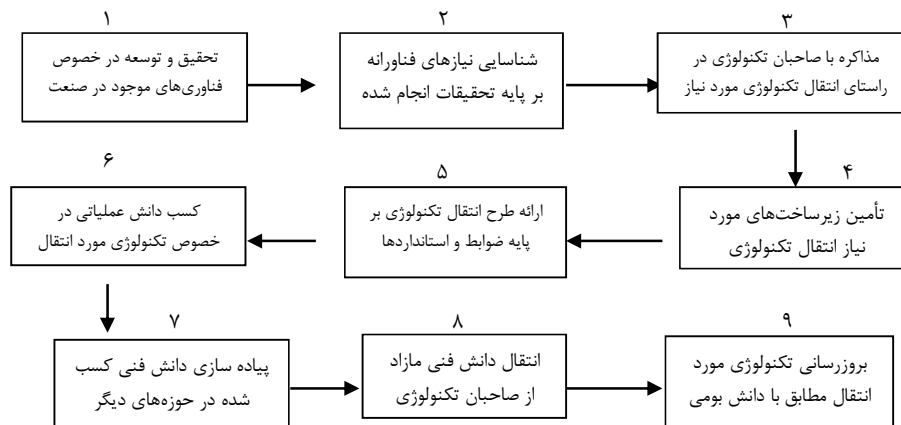 ۱
تحقیق و توسعه در خصوص
فناوری‌های موجود در صنعت
۲
شناسایی نیازهای فناورانه
بر پایه تحقیقات انجام شده
۳
مذاکره با صاحبان تکنولوژی در
راستای انتقال تکنولوژی مورد نیاز
۴
تأمین زیرساخت‌های مورد
نیاز انتقال تکنولوژی
۵
ارائه طرح انتقال تکنولوژی بر
پایه ضوابط و استانداردها
۶
کسب دانش عملیاتی در
خصوص تکنولوژی مورد انتقال
۷
پیاده سازی دانش فنی کسب
شده در حوزه‌های دیگر
۸
انتقال دانش فنی مازاد
از صاحبان تکنولوژی
۹
بروزرسانی تکنولوژی مورد
انتقال مطابق با دانش بومی